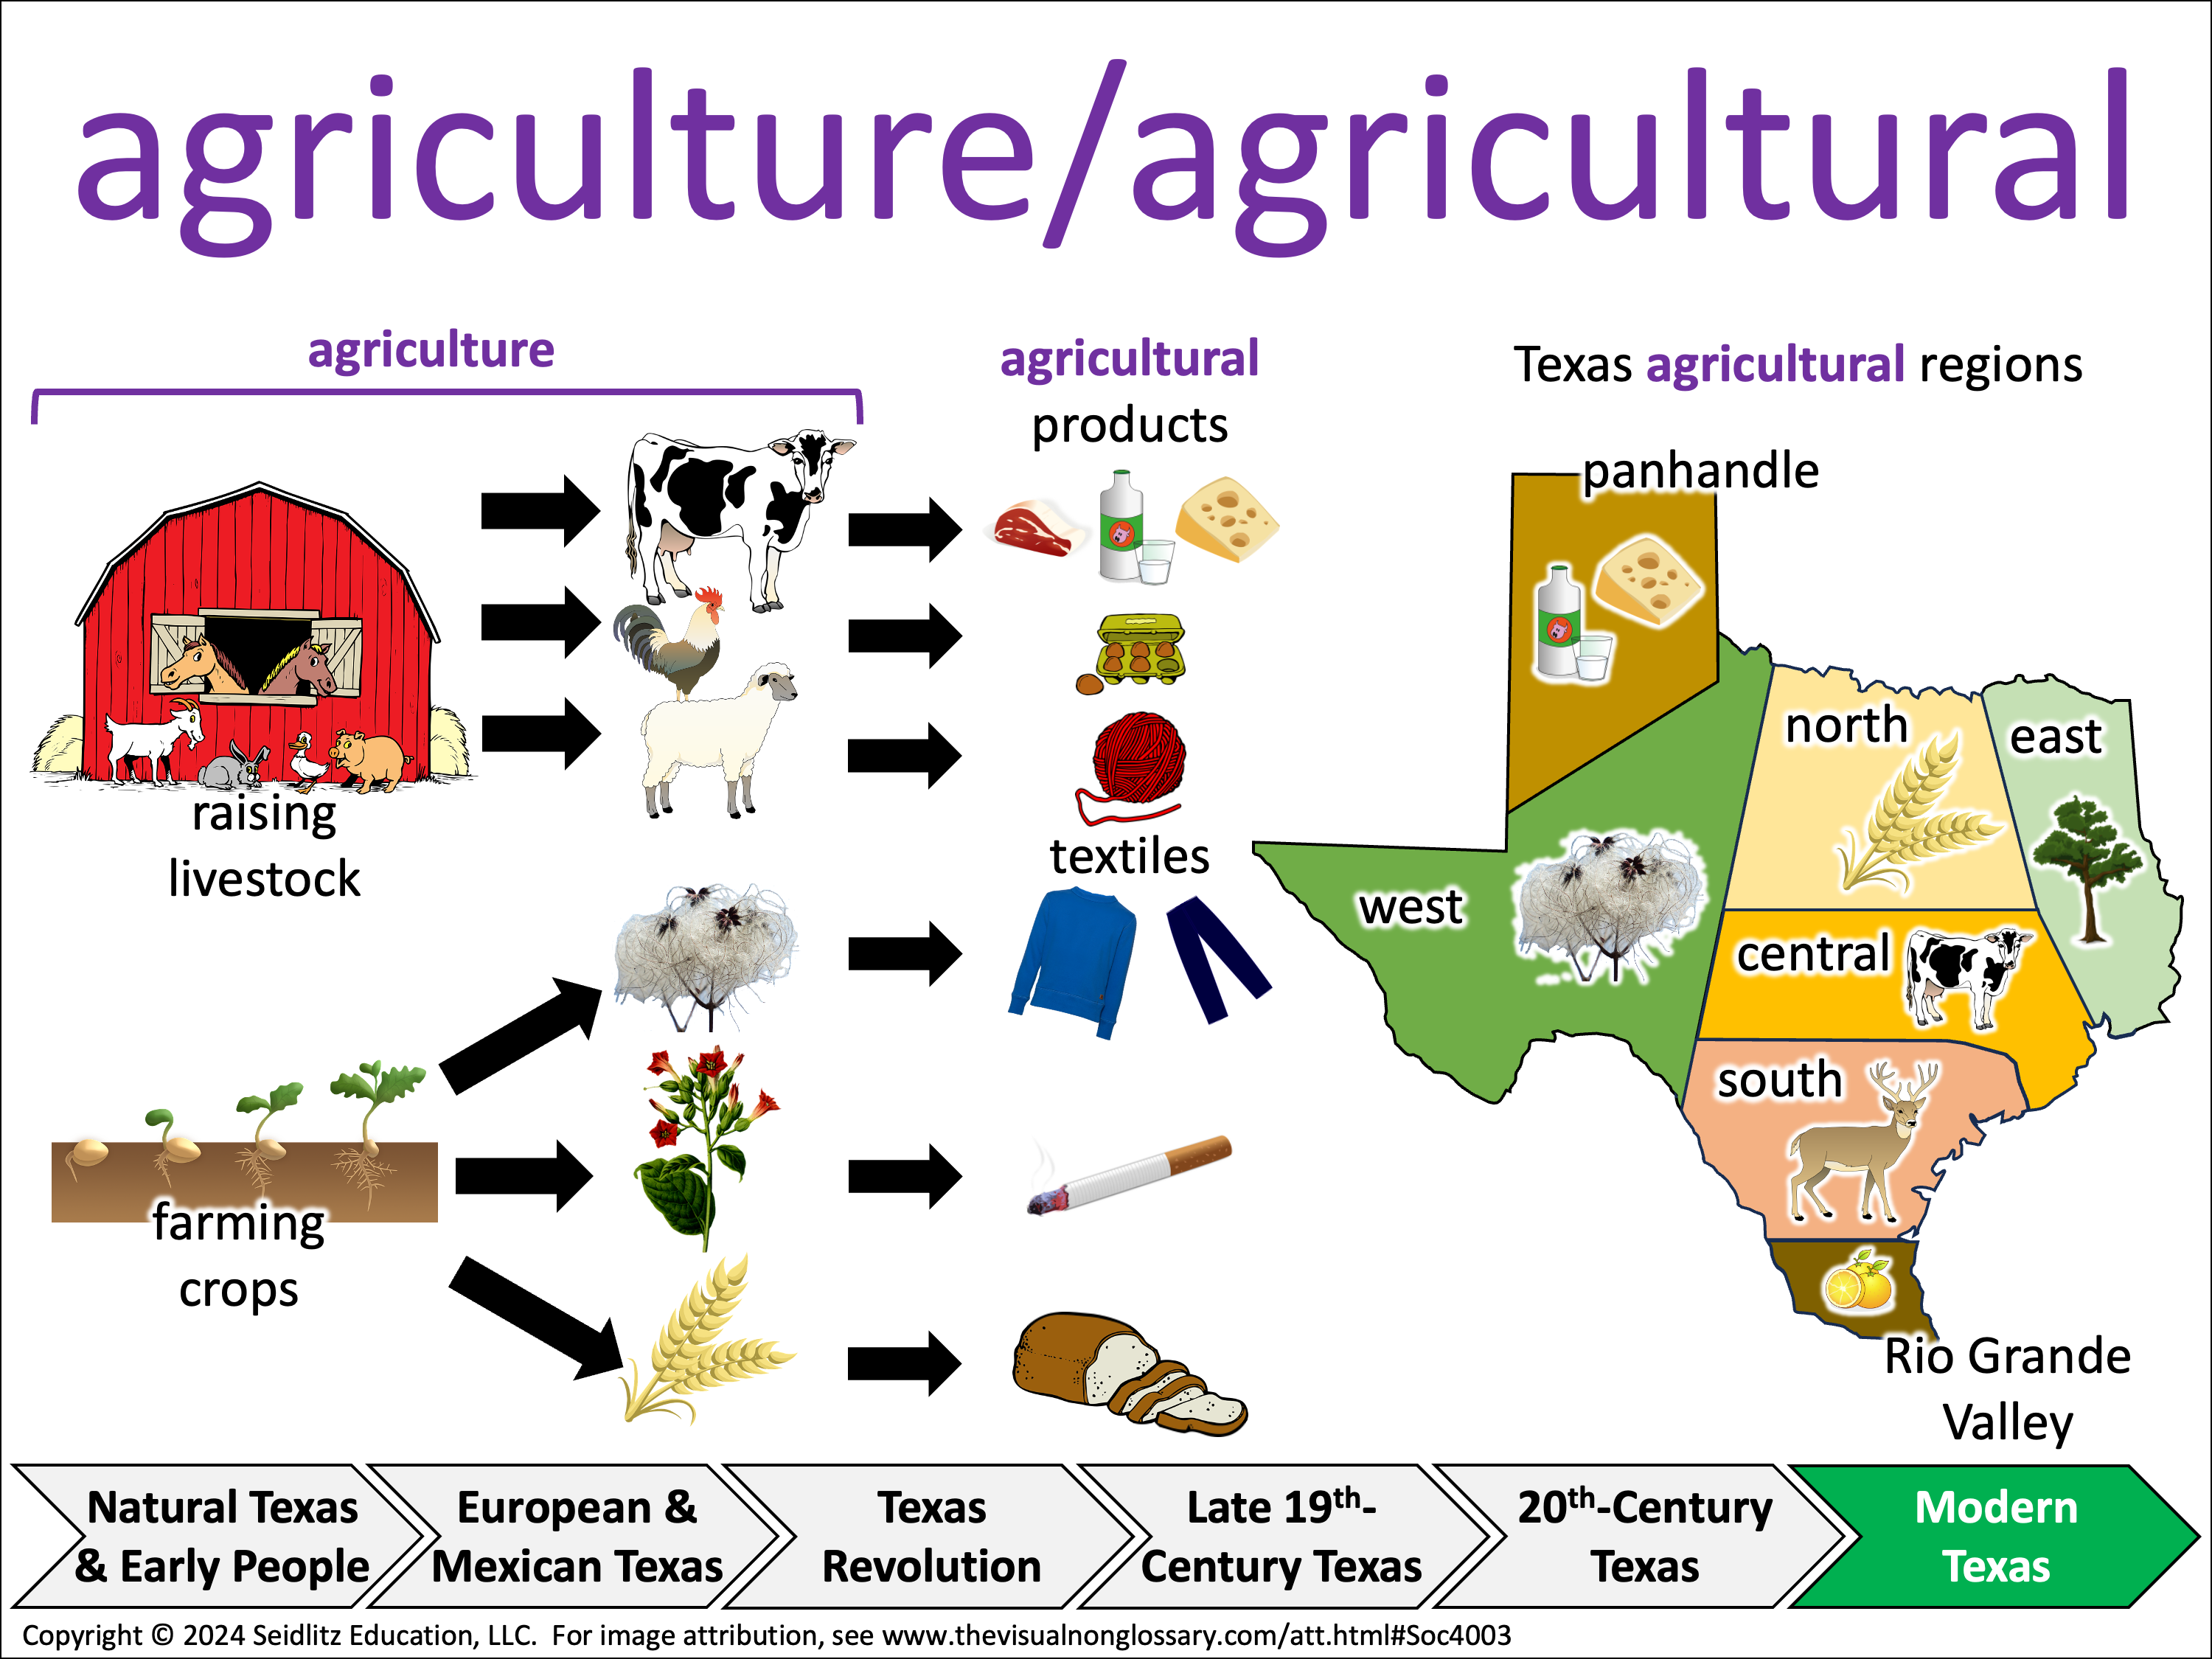 agriculture/agricultural
agriculture
raising
livestock
farming
crops
agricultural
products
textiles
Texas agricultural regions
panhandle
north
east
west
central
south
Rio Grande
Valley
Natural Texas
& Early People
European &
Mexican Texas
Texas
Revolution
Late 19th-
Century Texas
20th-Century
Texas
Modern
Texas
Copyright © 2024 Seidlitz Education, LLC.  For image attribution, see www.thevisualnonglossary.com/att.html#Soc4003